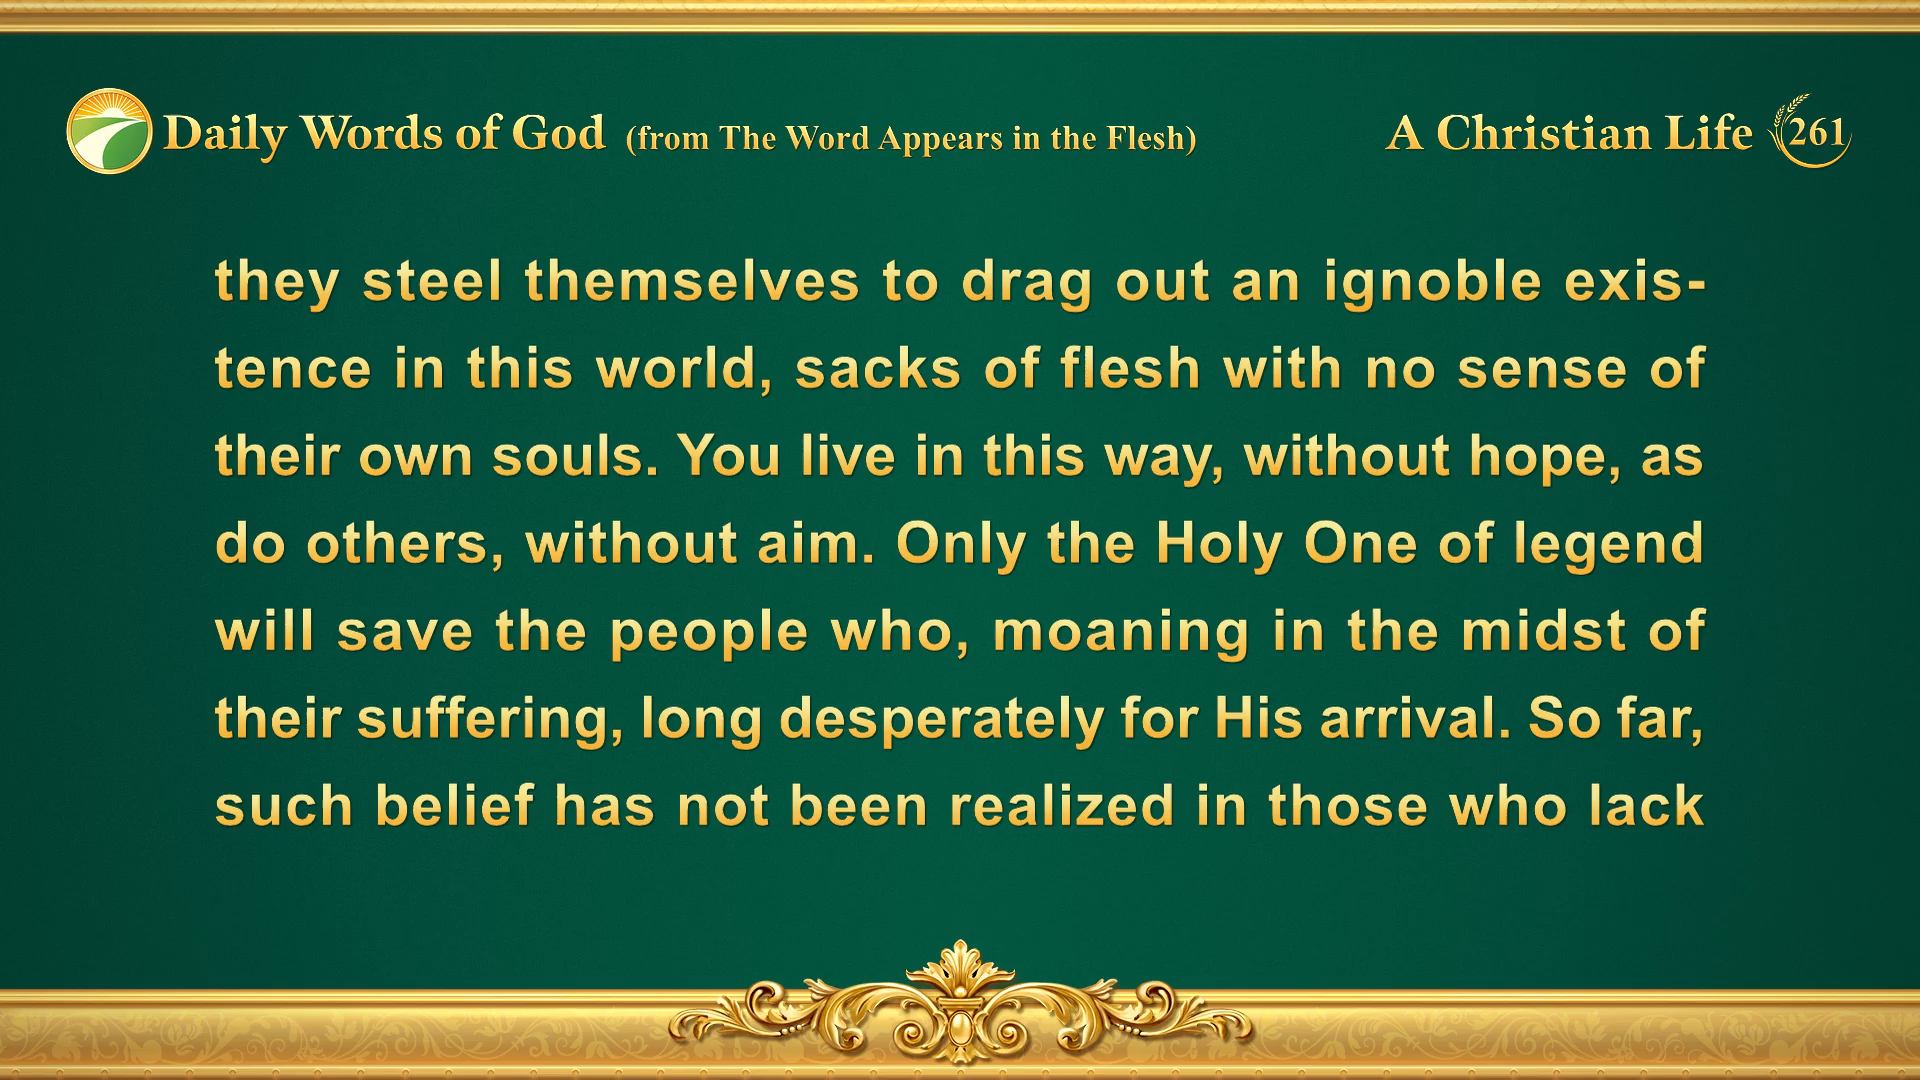 Daily Words of God (from The Word Appears in the Flesh)
A Christian Life 261
they steel themselves to drag out an ignoble exis-
tence in this world, sacks of flesh with no sense of
their own souls. You live in this way, without hope, as
do others, without aim. Only the Holy One of legend
will save the people who, moaning in the midst of
their suffering, long desperately for His arrival. So far,
such belief has not been realized in those who lack